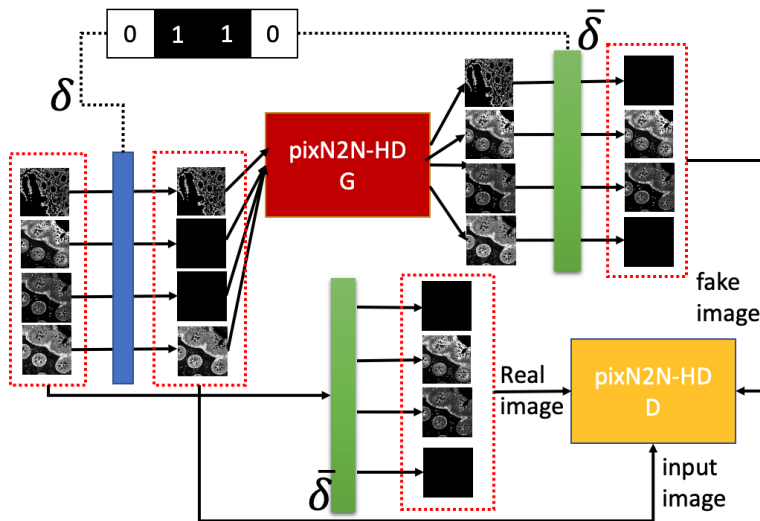 0 1 1 0
δ
δ̄
pixN2N-HD
G
fake
image
Real
image
pixN2N-HD
D
δ̄
input
image